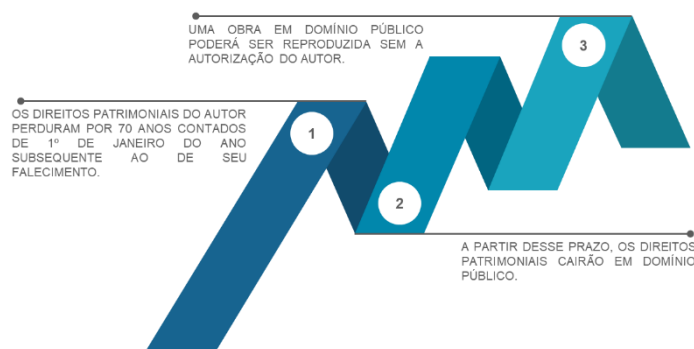 UMA OBRA EM DOMÍNIO PÚBLICO
PODERÁ SER REPRODUZIDA SEM A
AUTORIZAÇÃO DO AUTOR.
3
OS DIREITOS PATRIMONIAIS DO AUTOR
PERDURAM POR 70 ANOS CONTADOS
DE 1º DE JANEIRO DO ANO
SUBSEQUENTE AO DE SEU
FALECIMENTO.
1
2
A PARTIR DESSE PRAZO, OS DIREITOS
PATRIMONIAIS CAIRÃO EM DOMÍNIO
PÚBLICO.